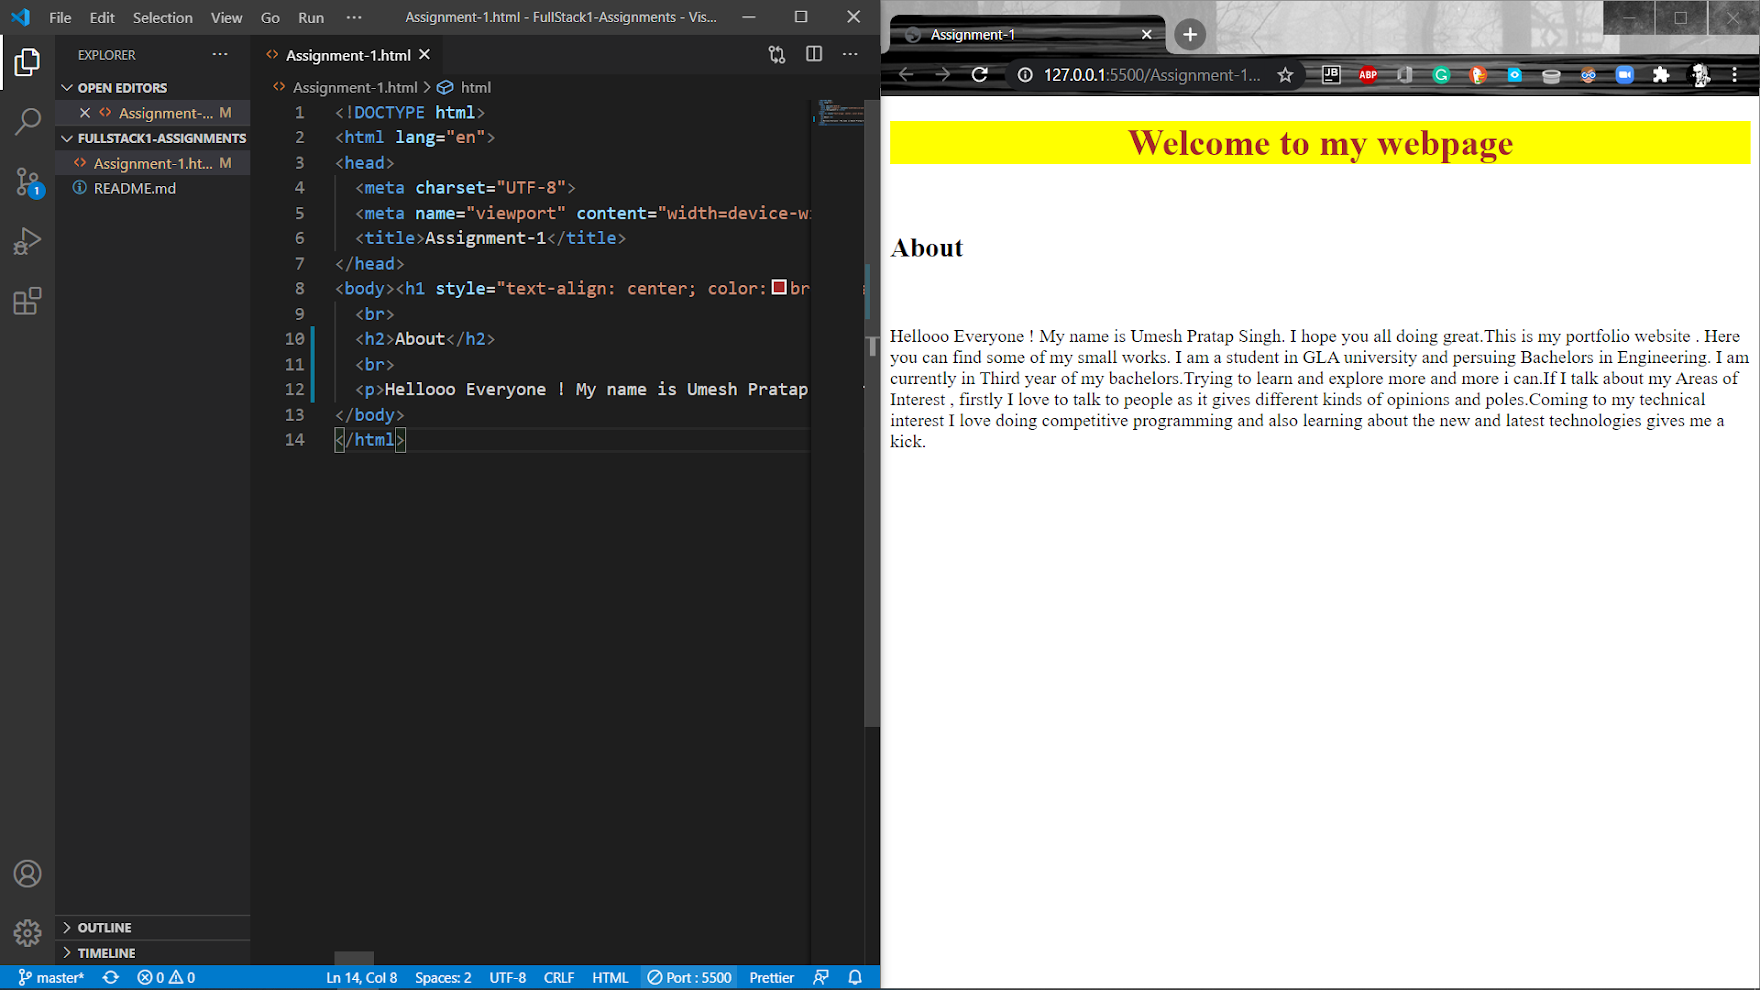 File Edit Selection View Go Run ··· Assignment-1.html - FullStack1-Assignments - Vis...
EXPLORER ···
OPEN EDITORS
Assignment-... M
FULLSTACK1-ASSIGNMENTS
Assignment-1.ht... M
README.md
1
OUTLINE
TIMELINE
Assignment-1.html
Assignment-1.html > html
1 <!DOCTYPE html>
2 <html lang="en">
3 <head>
4 <meta charset="UTF-8">
5 <meta name="viewport" content="width=device-w
6 <title>Assignment-1</title>
7 </head>
8 <body><h1 style="text-align: center; color: br
9 <br>
10 <h2>About</h2>
11 <br>
12 <p>Hellooo Everyone ! My name is Umesh Pratap
13 </body>
14 </html>
master* 0 0 Ln 14, Col 8 Spaces: 2 UTF-8 CRLF HTML Port : 5500 Prettier
Assignment-1
127.0.0.1:5500/Assignment-1... JB ABP
Welcome to my webpage
About
Hellooo Everyone ! My name is Umesh Pratap Singh. I hope you all doing great.This is my portfolio website . Here
you can find some of my small works. I am a student in GLA university and persuing Bachelors in Engineering. I am
currently in Third year of my bachelors.Trying to learn and explore more and more i can.If I talk about my Areas of
Interest , firstly I love to talk to people as it gives different kinds of opinions and poles.Coming to my technical
interest I love doing competitive programming and also learning about the new and latest technologies gives me a
kick.